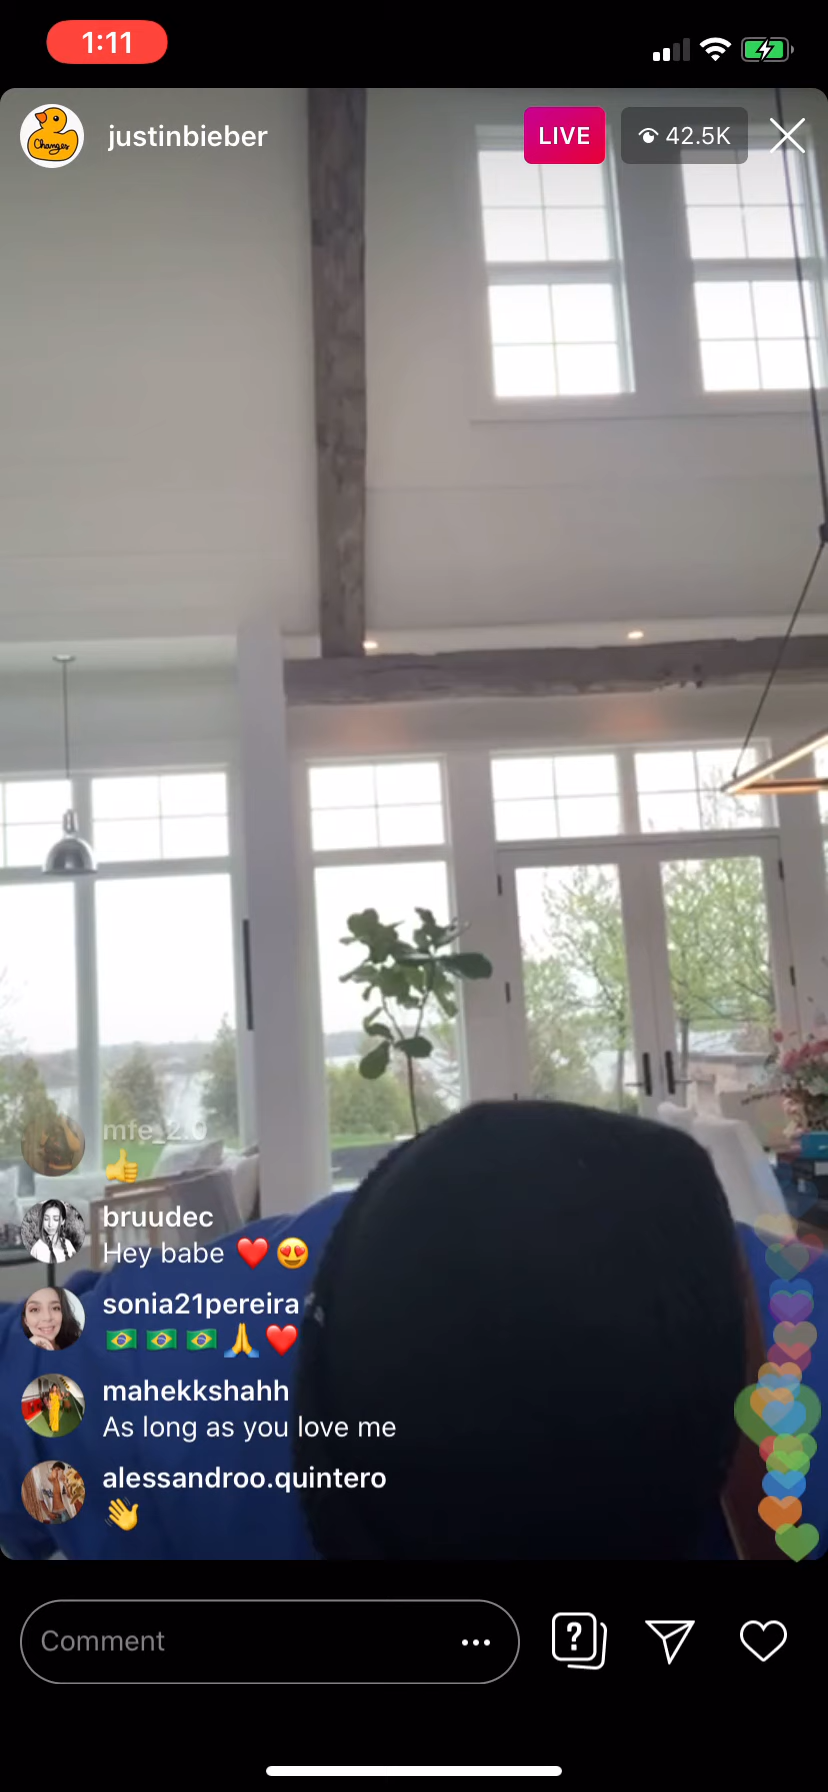 1:11
justinbieber
LIVE
42.5K
Changes
mfe_2.0
👍
bruudec
Hey babe ❤️😍
sonia21pereira
🇧🇷🇧🇷🇧🇷🙏❤️
mahekkshahh
As long as you love me
alessandroo.quintero
👋
Comment
?